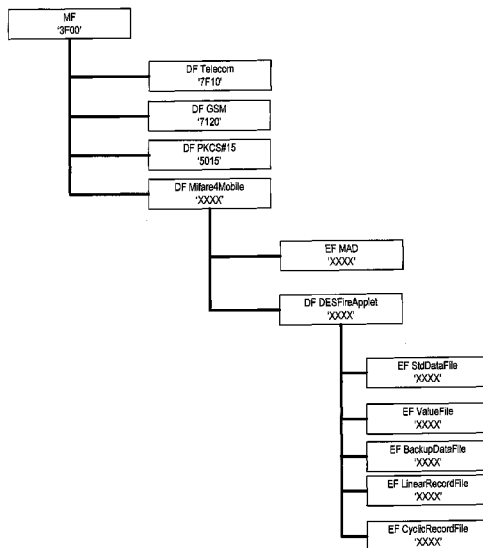 MF
'3F00'
DF Telecom
'7F10'
DF GSM
'7120'
DF PKCS#15
'5015'
DF Mifare4Mobile
'XXXX'
EF MAD
'XXXX'
DF DESFireApplet
'XXXX'
EF StdDataFile
'XXXX'
EF ValueFile
'XXXX'
EF BackupDataFile
'XXXX'
EF LinearRecordFile
'XXXX'
EF CyclicRecordFile
'XXXX'